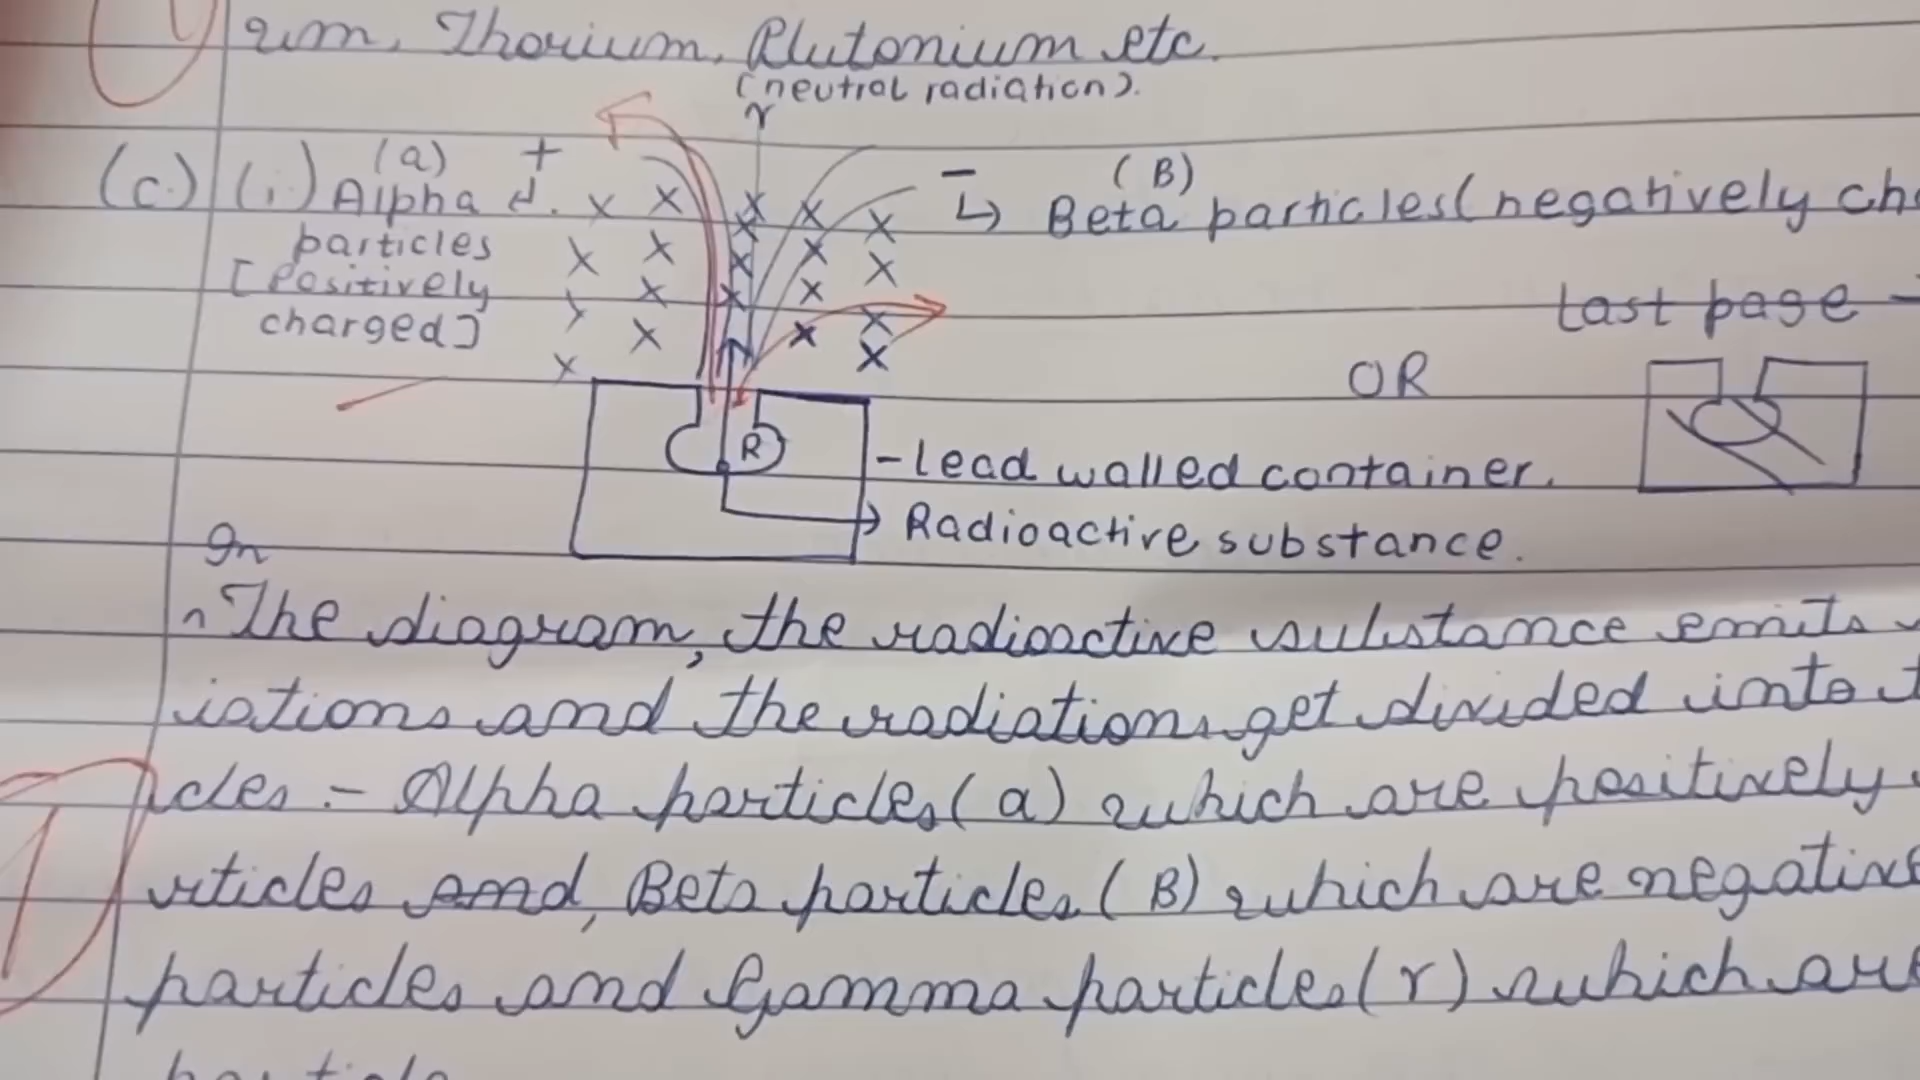 um, Thorium, Plutonium etc.
(neutral radiation).
γ
(c) (i) (a) Alpha + particles [Positively charged]
- (B) Beta particles (negatively
Last page -
OR
R
- Lead walled container.
Radioactive substance.
In
The diagram, the radioactive substance emits
iations and the radiations get divided into
icles :- Alpha particles (a) which are positively
rticles and, Beta particles (B) which are negative
particles and Gamma particles (γ) which are